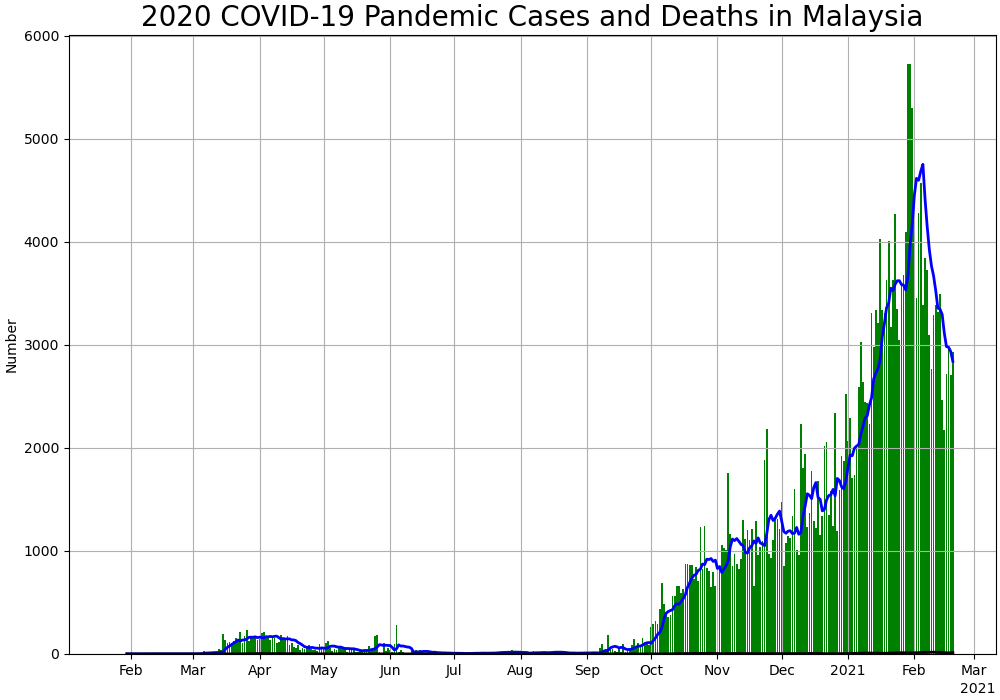 2020 COVID-19 Pandemic Cases and Deaths in Malaysia
6000
5000
4000
3000
2000
1000
0
Number
Feb Mar Apr May Jun Jul Aug Sep Oct Nov Dec 2021 Feb Mar
2021